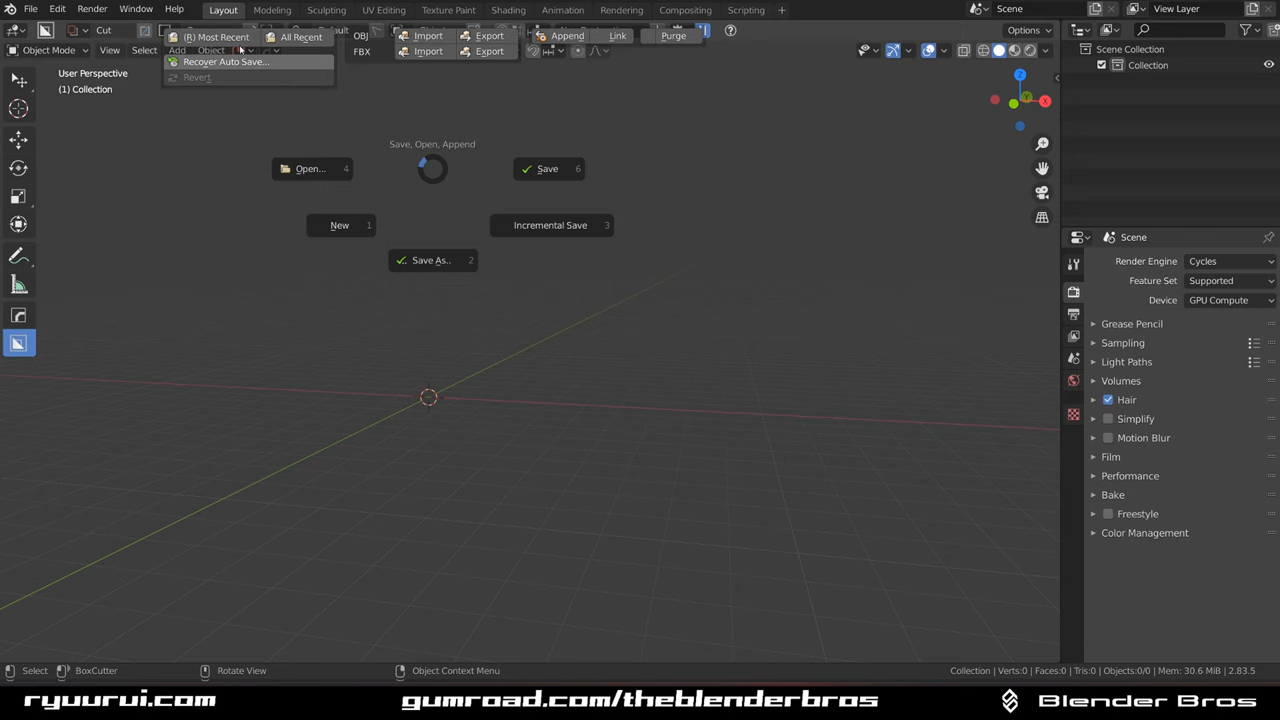 File Edit Render Window Help Layout Modeling Sculpting UV Editing Texture Paint Shading Animation Rendering Compositing Scripting Scene View Layer
Cut (R) Most Recent All Recent OBJ Import Export Append Link Purge Options
Object Mode View Select Add Object FBX Import Export
Recover Auto Save...
Revert
User Perspective
(1) Collection
Scene Collection
Collection
Z
Y
X
Save, Open, Append
Open... 4
Save 6
New 1
Incremental Save 3
Save As.. 2
Scene
Render Engine Cycles
Feature Set Supported
Device GPU Compute
Grease Pencil
Sampling
Light Paths
Volumes
Hair
Simplify
Motion Blur
Film
Performance
Bake
Freestyle
Color Management
Select BoxCutter Rotate View Object Context Menu Collection | Verts:0 | Faces:0 | Tris:0 | Objects:0/0 | Mem: 30.6 MiB | 2.83.5
ryuurui.com gumroad.com/theblenderbros Blender Bros